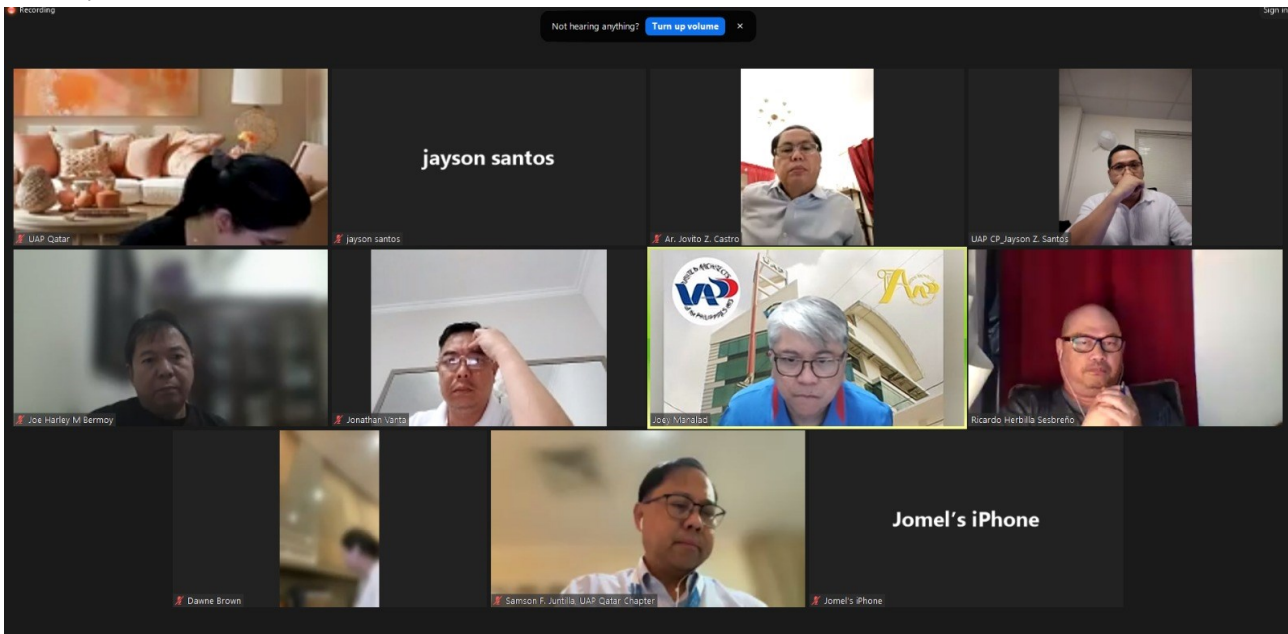 Recording
Not hearing anything? Turn up volume ×
Sign in
jayson santos
UAP Qatar
jayson santos
Ar. Jovito Z. Castro
UAP CP_Jayson Z. Santos
UAP
Joe Harley M Bermoy
Jonathan Vanta
Joey Manalad
Ricardo Herbilla Sesbreño
Jomel's iPhone
Dawne Brown
Samson F. Juntilla, UAP Qatar Chapter
Jomel's iPhone